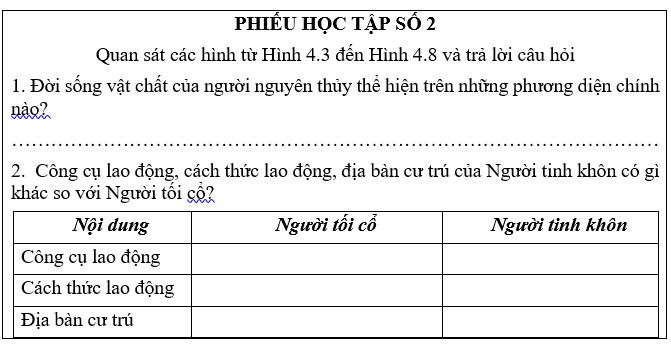 PHIẾU HỌC TẬP SỐ 2
Quan sát các hình từ Hình 4.3 đến Hình 4.8 và trả lời câu hỏi
1. Đời sống vật chất của người nguyên thủy thể hiện trên những phương diện chính
nào?
………………………………………………………………………………………
2. Công cụ lao động, cách thức lao động, địa bàn cư trú của Người tinh khôn có gì
khác so với Người tối cổ?
Nội dung Người tối cổ Người tinh khôn
Công cụ lao động
Cách thức lao động
Địa bàn cư trú